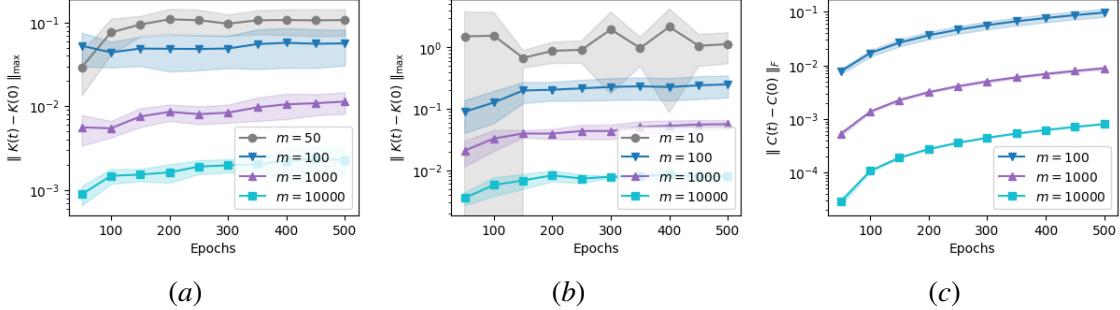 ∥ K(t) − K(0) ∥max
10⁻¹
10⁻²
10⁻³
m = 50
m = 100
m = 1000
m = 10000
100 200 300 400 500
Epochs
(a)
∥ K(t) − K(0) ∥max
10⁰
10⁻¹
10⁻²
m = 10
m = 100
m = 1000
m = 10000
100 200 300 400 500
Epochs
(b)
∥ C(t) − C(0) ∥F
10⁻¹
10⁻²
10⁻³
10⁻⁴
m = 100
m = 1000
m = 10000
100 200 300 400 500
Epochs
(c)